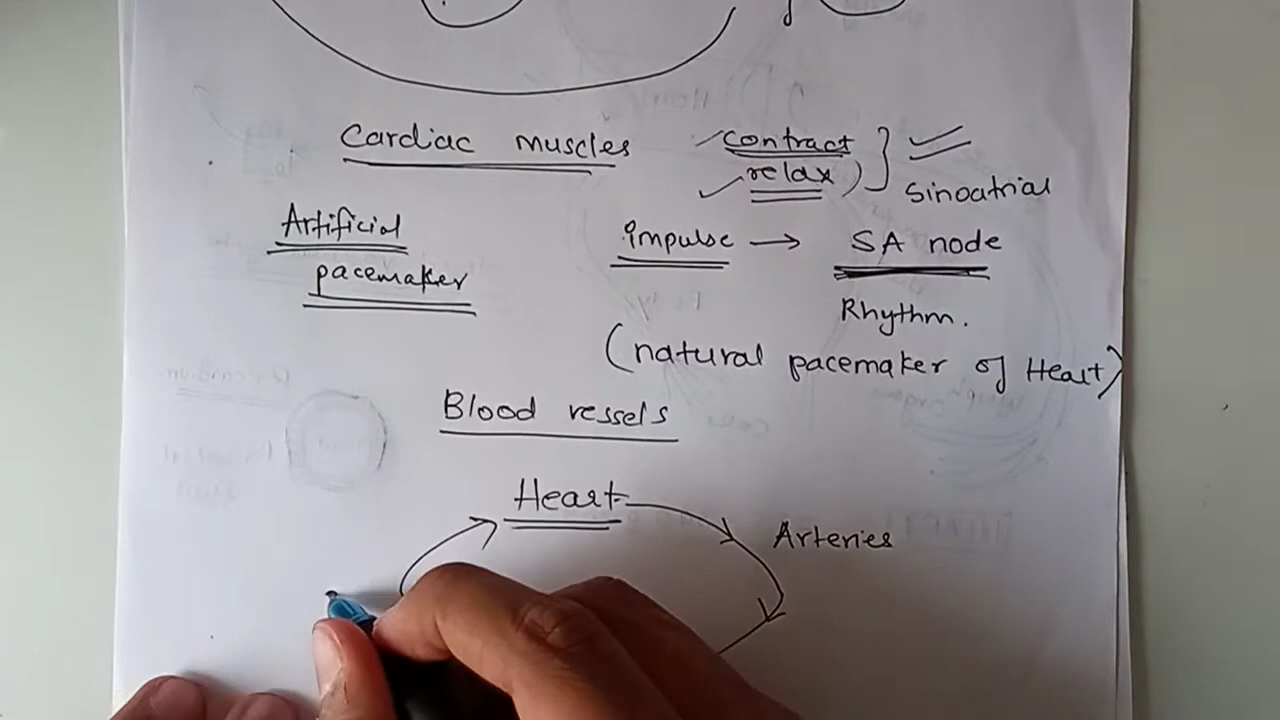 Cardiac muscles
contract
relax
Sinoatrial
Artificial
pacemaker
impulse → SA node
Rhythm.
(natural pacemaker of Heart)
Blood vessels
Heart
Arteries